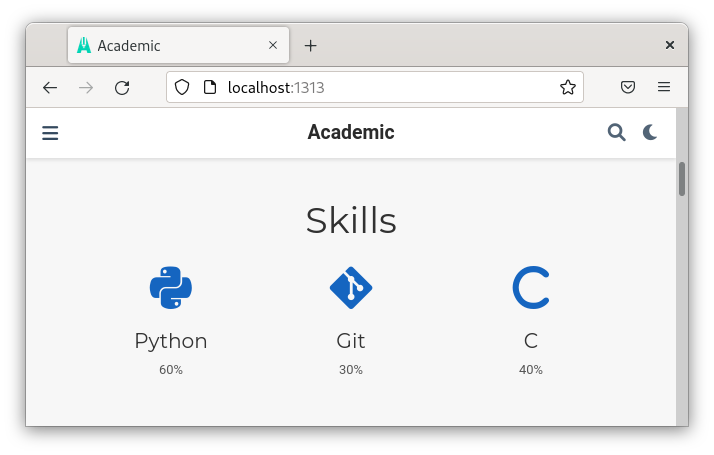 Academic
localhost:1313
Academic
Skills
Python Git C
60% 30% 40%